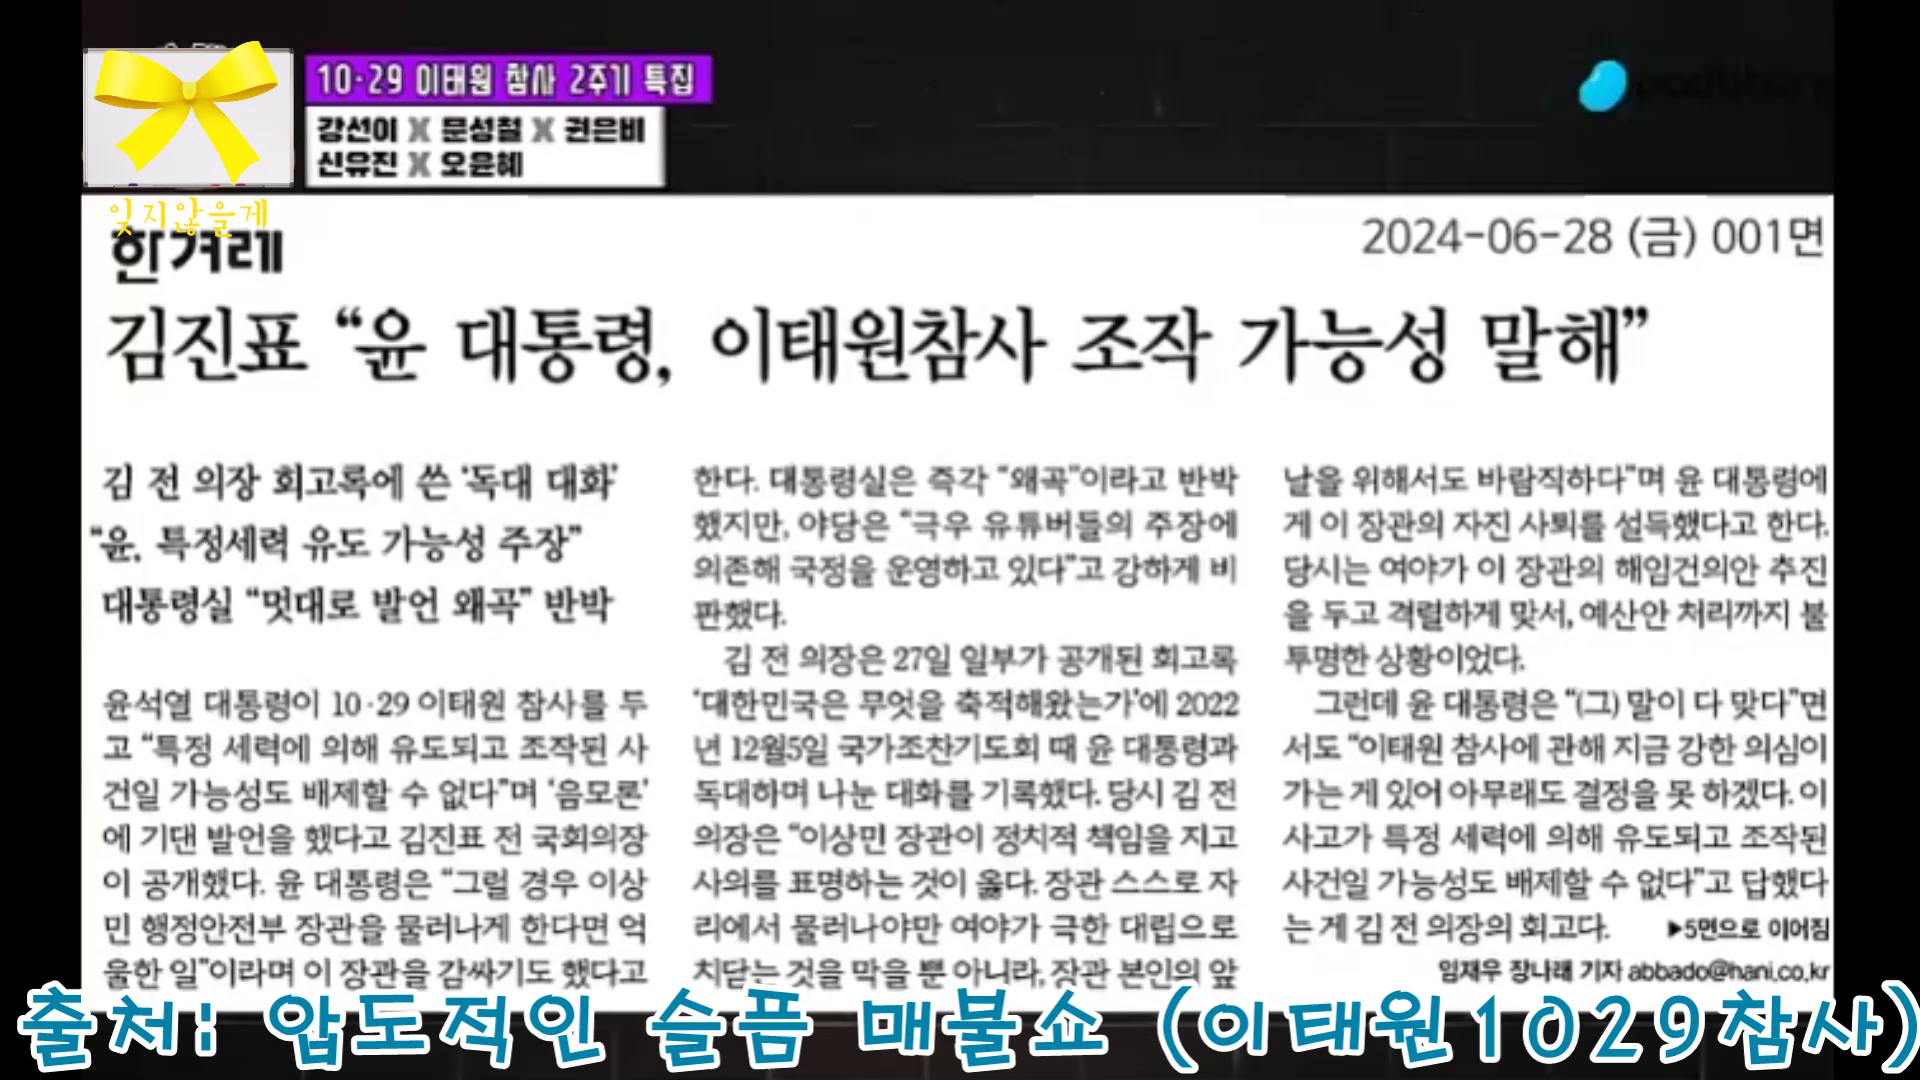 10·29 이태원 참사 2주기 특집
강선이 X 문성철 X 권은비
신유진 X 오윤혜
잊지않을게
한겨레
2024-06-28 (금) 001면
김진표 “윤 대통령, 이태원참사 조작 가능성 말해”
김 전 의장 회고록에 쓴 ‘독대 대화’
“윤, 특정세력 유도 가능성 주장”
대통령실 “멋대로 발언 왜곡” 반박
윤석열 대통령이 10·29 이태원 참사를 두
고 “특정 세력에 의해 유도되고 조작된 사
건일 가능성도 배제할 수 없다”며 ‘음모론’
에 기댄 발언을 했다고 김진표 전 국회의장
이 공개했다. 윤 대통령은 “그럴 경우 이상
민 행정안전부 장관을 물러나게 한다면 억
울한 일”이라며 이 장관을 감싸기도 했다고
한다. 대통령실은 즉각 “왜곡”이라고 반박
했지만, 야당은 “극우 유튜버들의 주장에
의존해 국정을 운영하고 있다”고 강하게 비
판했다.
김 전 의장은 27일 일부가 공개된 회고록
‘대한민국은 무엇을 축적해왔는가’에 2022
년 12월5일 국가조찬기도회 때 윤 대통령과
독대하며 나눈 대화를 기록했다. 당시 김 전
의장은 “이상민 장관이 정치적 책임을 지고
사의를 표명하는 것이 옳다. 장관 스스로 자
리에서 물러나야만 여야가 극한 대립으로
치닫는 것을 막을 뿐 아니라, 장관 본인의 앞
날을 위해서도 바람직하다”며 윤 대통령에
게 이 장관의 자진 사퇴를 설득했다고 한다.
당시는 여야가 이 장관의 해임건의안 추진
을 두고 격렬하게 맞서, 예산안 처리까지 불
투명한 상황이었다.
그런데 윤 대통령은 “(그) 말이 다 맞다”면
서도 “이태원 참사에 관해 지금 강한 의심이
가는 게 있어 아무래도 결정을 못 하겠다. 이
사고가 특정 세력에 의해 유도되고 조작된
사건일 가능성도 배제할 수 없다”고 답했다
는 게 김 전 의장의 회고다. ▶5면으로 이어짐
임재우 장나래 기자 abbado@hani.co.kr
출처: 압도적인 슬픔 매불쇼 (이태원1029참사)